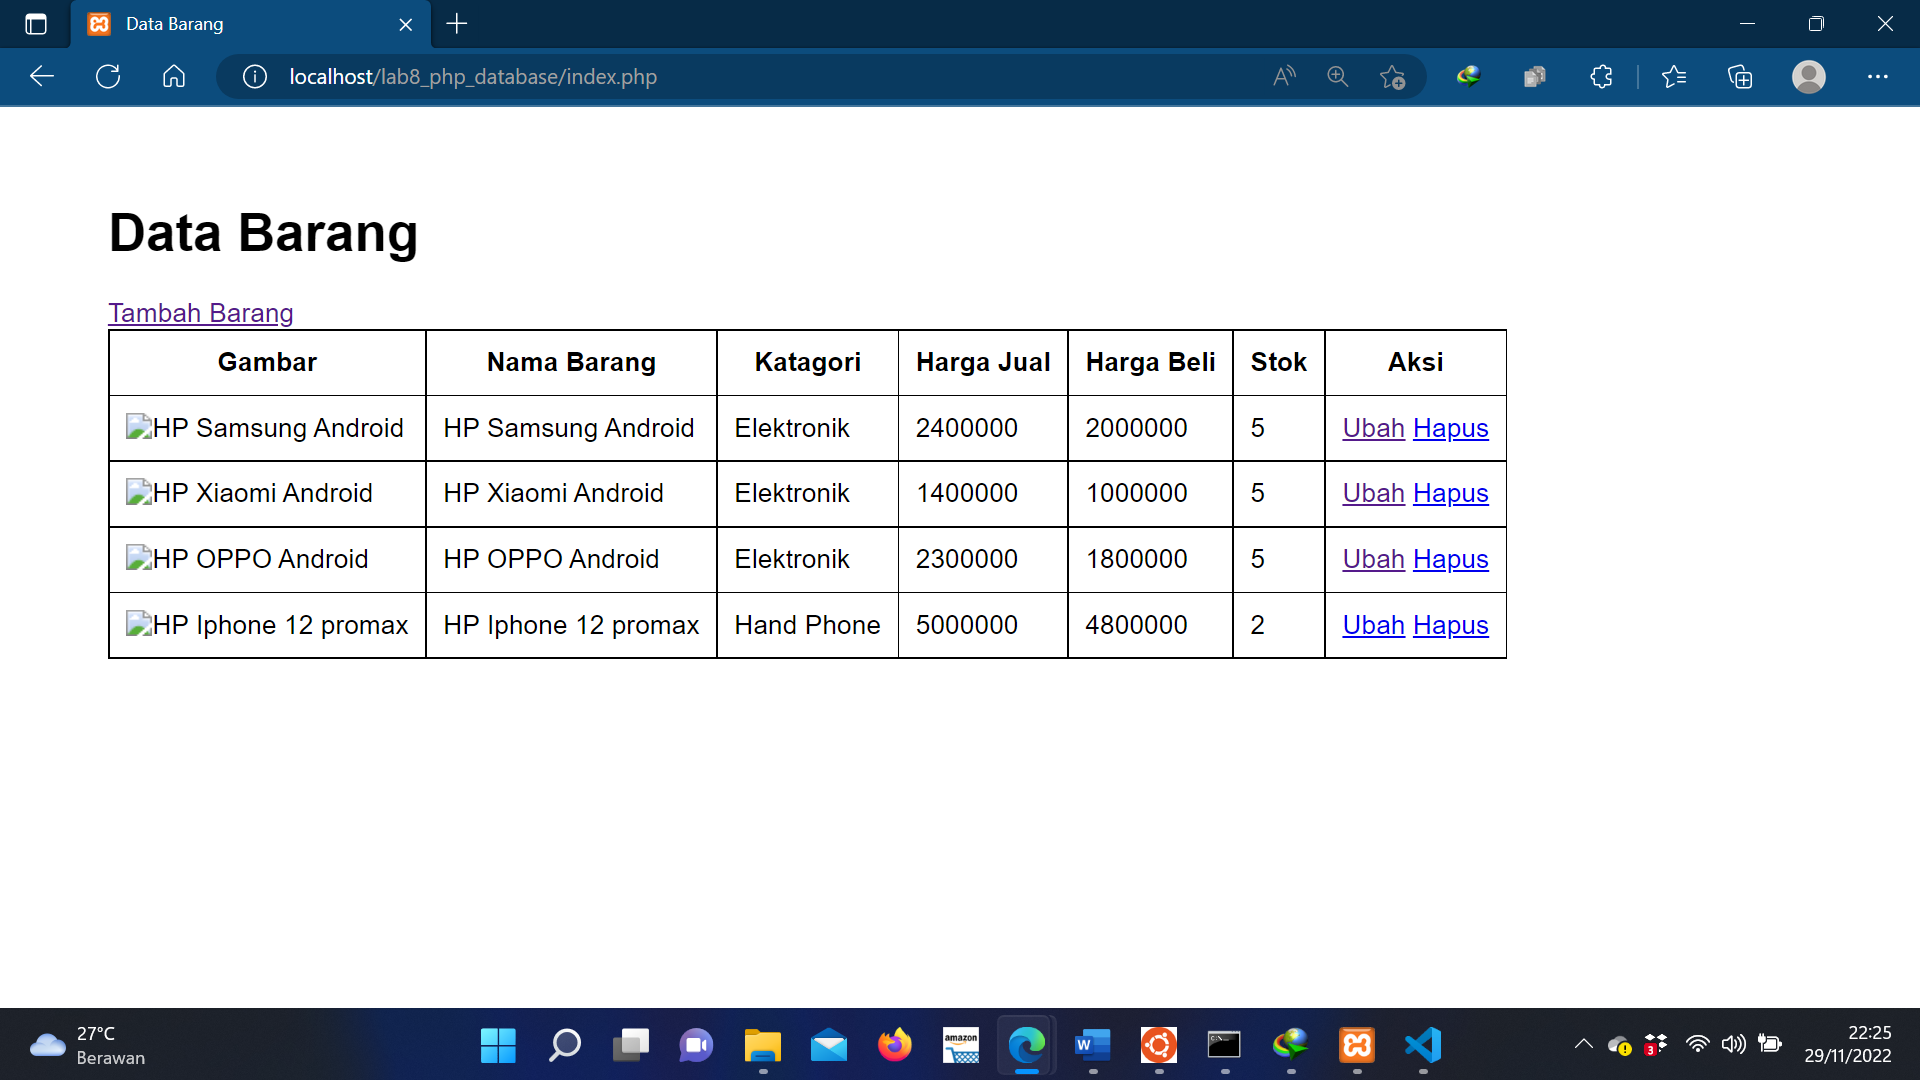 Data Barang
localhost/lab8_php_database/index.php
Data Barang
Tambah Barang
Gambar Nama Barang Katagori Harga Jual Harga Beli Stok Aksi
HP Samsung Android HP Samsung Android Elektronik 2400000 2000000 5 Ubah Hapus
HP Xiaomi Android HP Xiaomi Android Elektronik 1400000 1000000 5 Ubah Hapus
HP OPPO Android HP OPPO Android Elektronik 2300000 1800000 5 Ubah Hapus
HP Iphone 12 promax HP Iphone 12 promax Hand Phone 5000000 4800000 2 Ubah Hapus
27°C
Berawan
amazon
W
3
22:25
29/11/2022